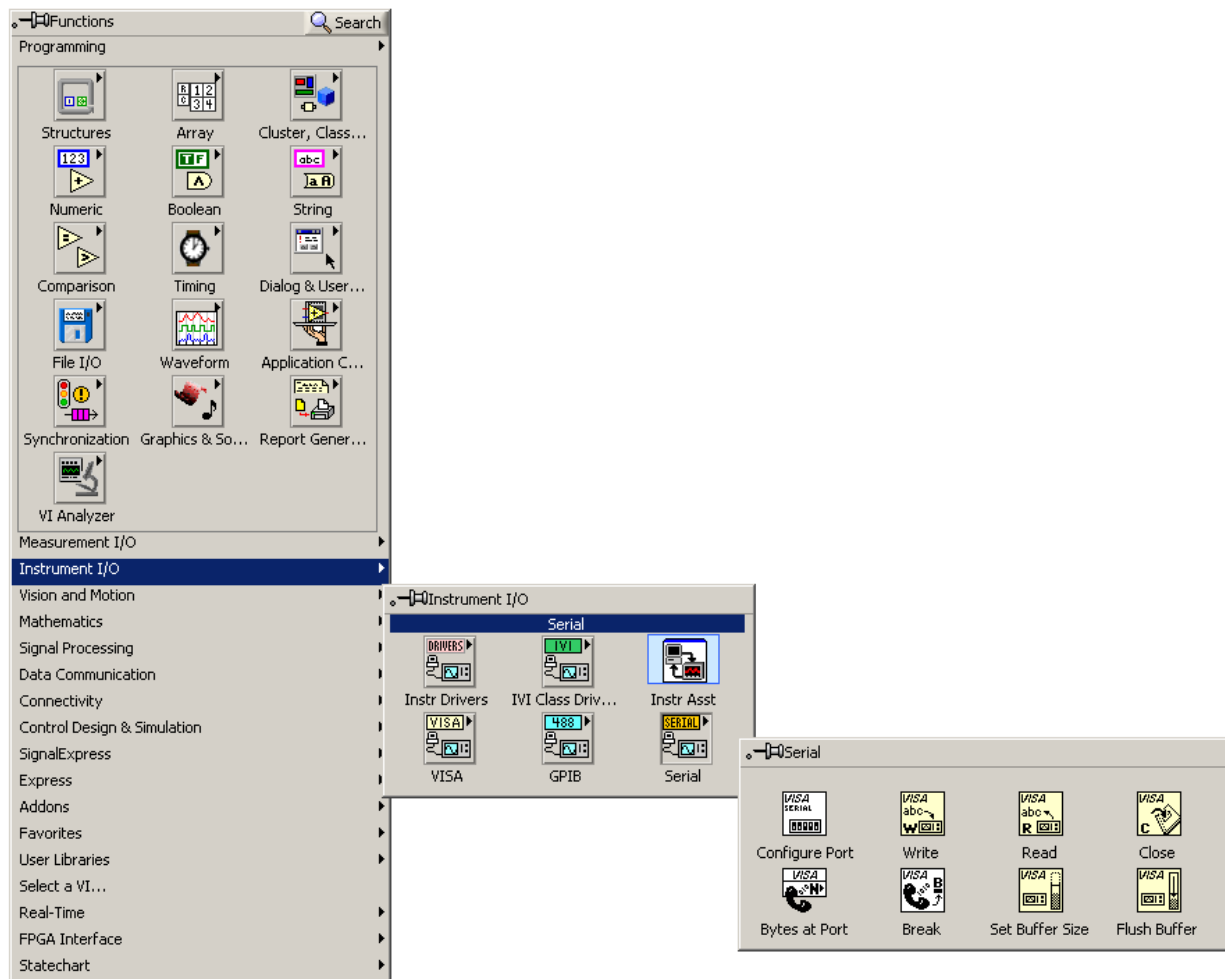 Functions Search
Programming
Structures Array Cluster, Class...
123 TF abc
Numeric Boolean String
Comparison Timing Dialog & User...
File I/O Waveform Application C...
Synchronization Graphics & So... Report Gener...
VI Analyzer
Measurement I/O
Instrument I/O
Vision and Motion
Mathematics
Signal Processing
Data Communication
Connectivity
Control Design & Simulation
SignalExpress
Express
Addons
Favorites
User Libraries
Select a VI...
Real-Time
FPGA Interface
Statechart
Instrument I/O
Serial
DRIVERS IVI
Instr Drivers IVI Class Driv... Instr Asst
VISA 488 SERIAL
VISA GPIB Serial
Serial
VISA SERIAL VISA abc W VISA abc R VISA C
Configure Port Write Read Close
VISA N VISA B VISA VISA
Bytes at Port Break Set Buffer Size Flush Buffer